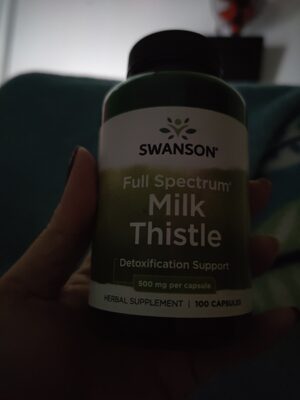 SWANSON®
Full Spectrum®
Milk
Thistle
Detoxification Support
500 mg per capsule
HERBAL SUPPLEMENT | 100 CAPSULES